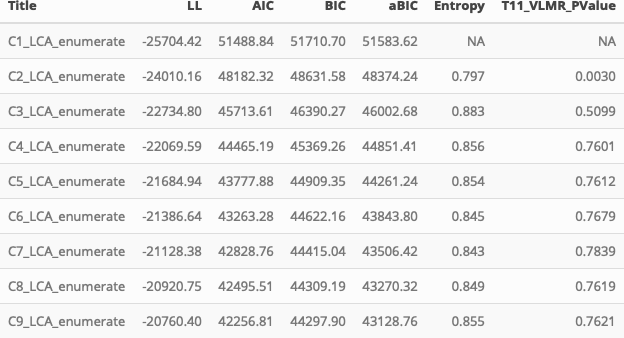 Title LL AIC BIC aBIC Entropy T11_VLMR_PValue
C1_LCA_enumerate -25704.42 51488.84 51710.70 51583.62 NA NA
C2_LCA_enumerate -24010.16 48182.32 48631.58 48374.24 0.797 0.0030
C3_LCA_enumerate -22734.80 45713.61 46390.27 46002.68 0.883 0.5099
C4_LCA_enumerate -22069.59 44465.19 45369.26 44851.41 0.856 0.7601
C5_LCA_enumerate -21684.94 43777.88 44909.35 44261.24 0.854 0.7612
C6_LCA_enumerate -21386.64 43263.28 44622.16 43843.80 0.845 0.7679
C7_LCA_enumerate -21128.38 42828.76 44415.04 43506.42 0.843 0.7839
C8_LCA_enumerate -20920.75 42495.51 44309.19 43270.32 0.849 0.7619
C9_LCA_enumerate -20760.40 42256.81 44297.90 43128.76 0.855 0.7621